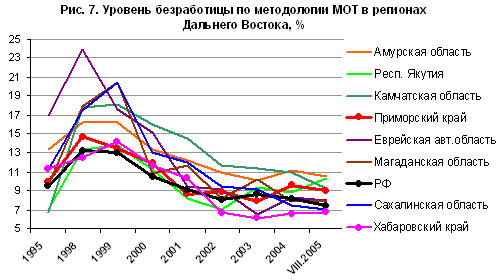 Рис. 7. Уровень безработицы по методологии МОТ в регионах
Дальнего Востока, %
25
23
21
19
17
15
13
11
9
7
5
1995
1998
1999
2000
2001
2002
2003
2004
VIII.2005
Амурская область
Респ. Якутия
Камчатская область
Приморский край
Еврейская авт.область
Магаданская область
РФ
Сахалинская область
Хабаровский край